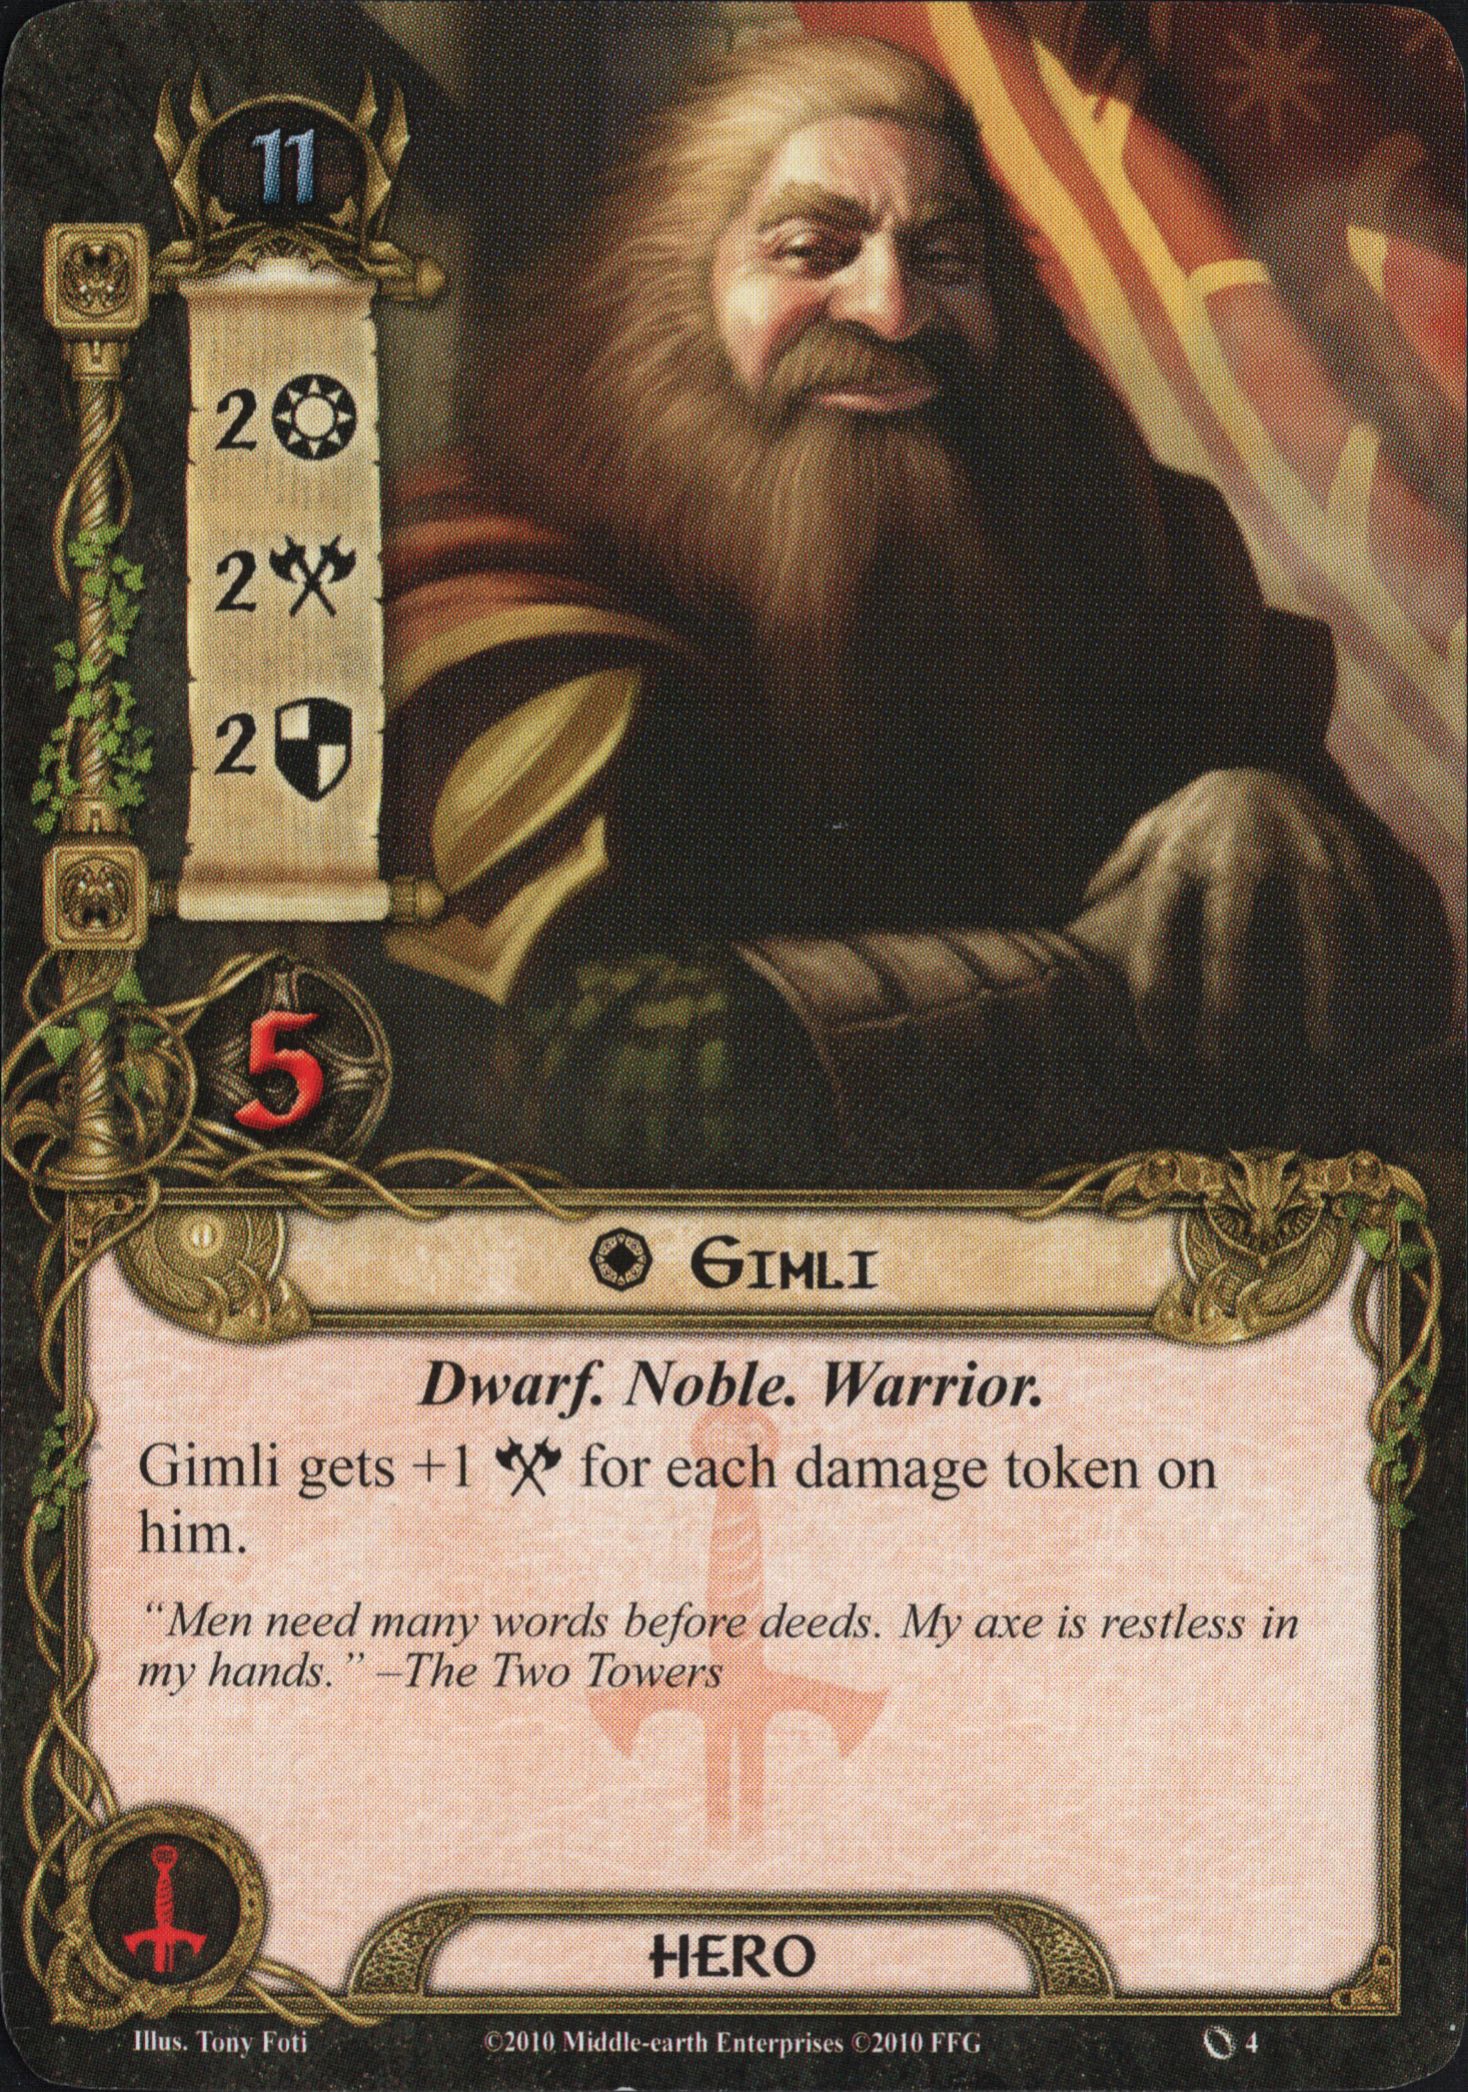 11
2
2
2
5
Gimli
Dwarf. Noble. Warrior.
Gimli gets +1 for each damage token on
him.
“Men need many words before deeds. My axe is restless in
my hands.” –The Two Towers
HERO
Illus. Tony Foti ©2010 Middle-earth Enterprises ©2010 FFG 4